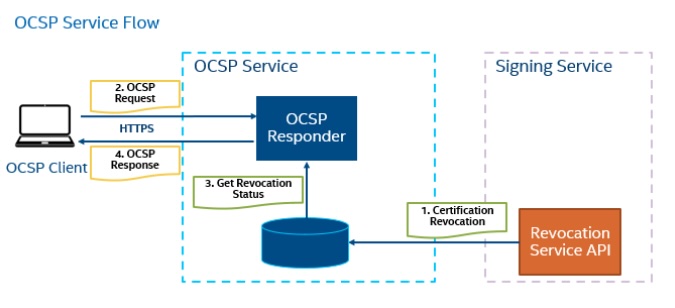 OCSP Service Flow
OCSP Service
Signing Service
2. OCSP
Request
HTTPS
OCSP
Responder
OCSP Client
4. OCSP
Response
3. Get Revocation
Status
1. Certification
Revocation
Revocation
Service API